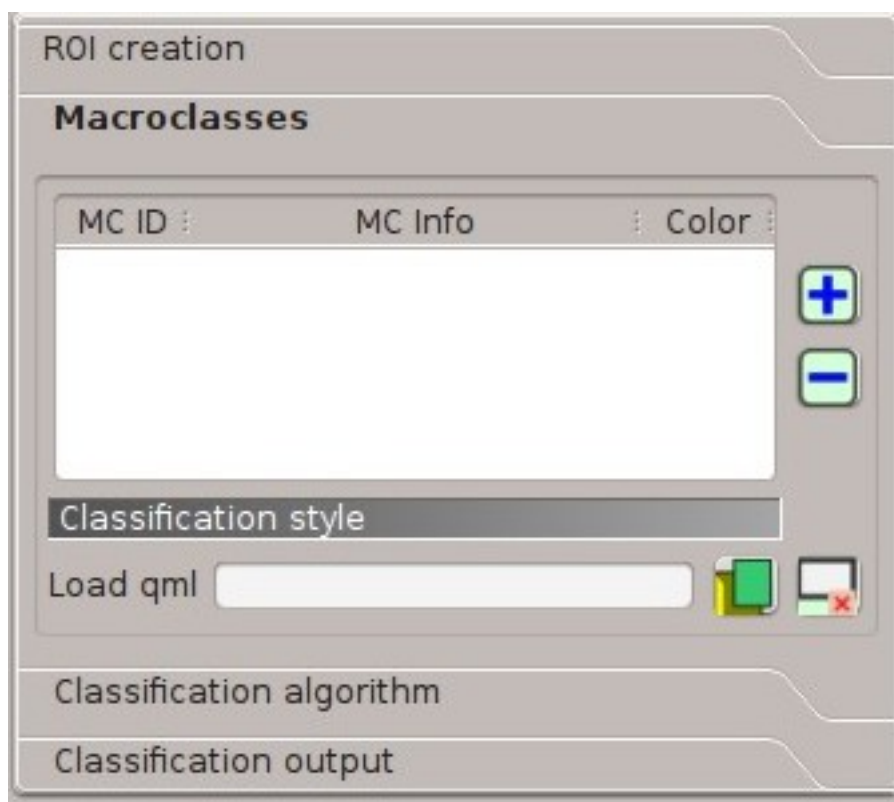 ROI creation
Macroclasses
MC ID MC Info Color
Classification style
Load qml
Classification algorithm
Classification output